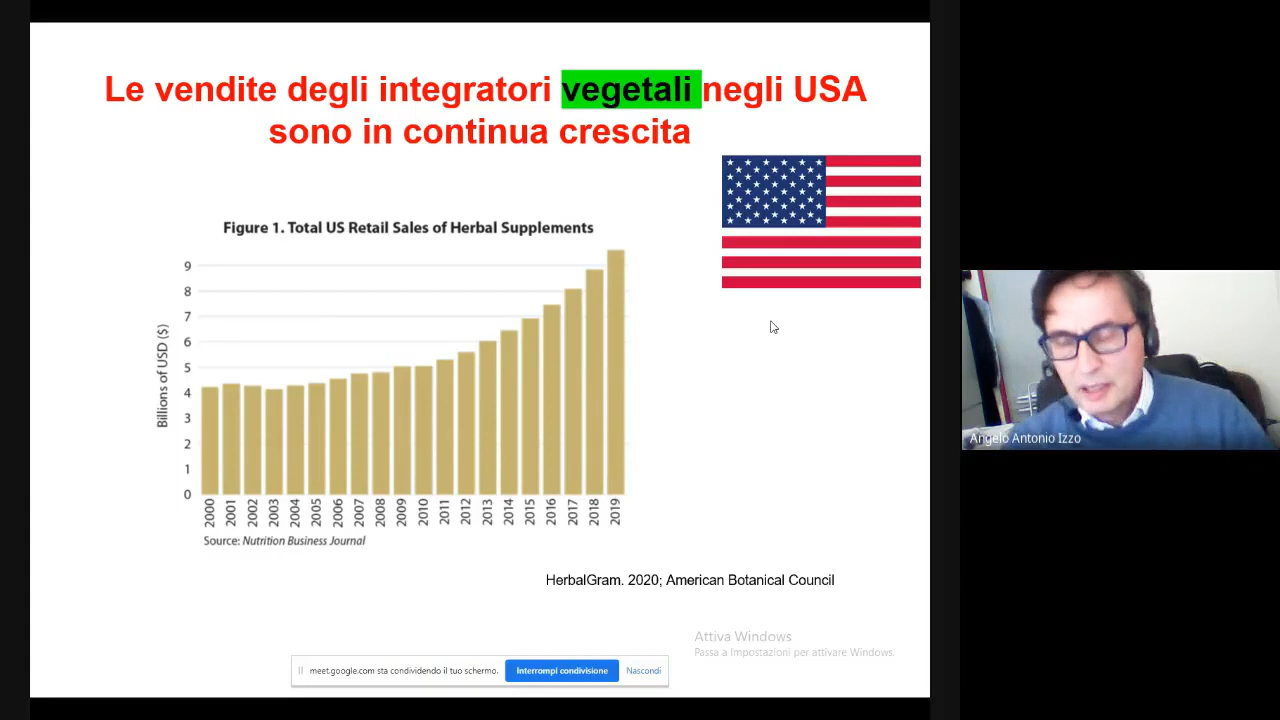 Le vendite degli integratori vegetali negli USA
sono in continua crescita
Figure 1. Total US Retail Sales of Herbal Supplements
Billions of USD ($)
9
8
7
6
5
4
3
2
1
0
2000
2001
2002
2003
2004
2005
2006
2007
2008
2009
2010
2011
2012
2013
2014
2015
2016
2017
2018
2019
Source: Nutrition Business Journal
HerbalGram. 2020; American Botanical Council
Angelo Antonio Izzo
Attiva Windows
Passa a Impostazioni per attivare Windows.
meet.google.com sta condividendo il tuo schermo.
Interrompi condivisione
Nascondi